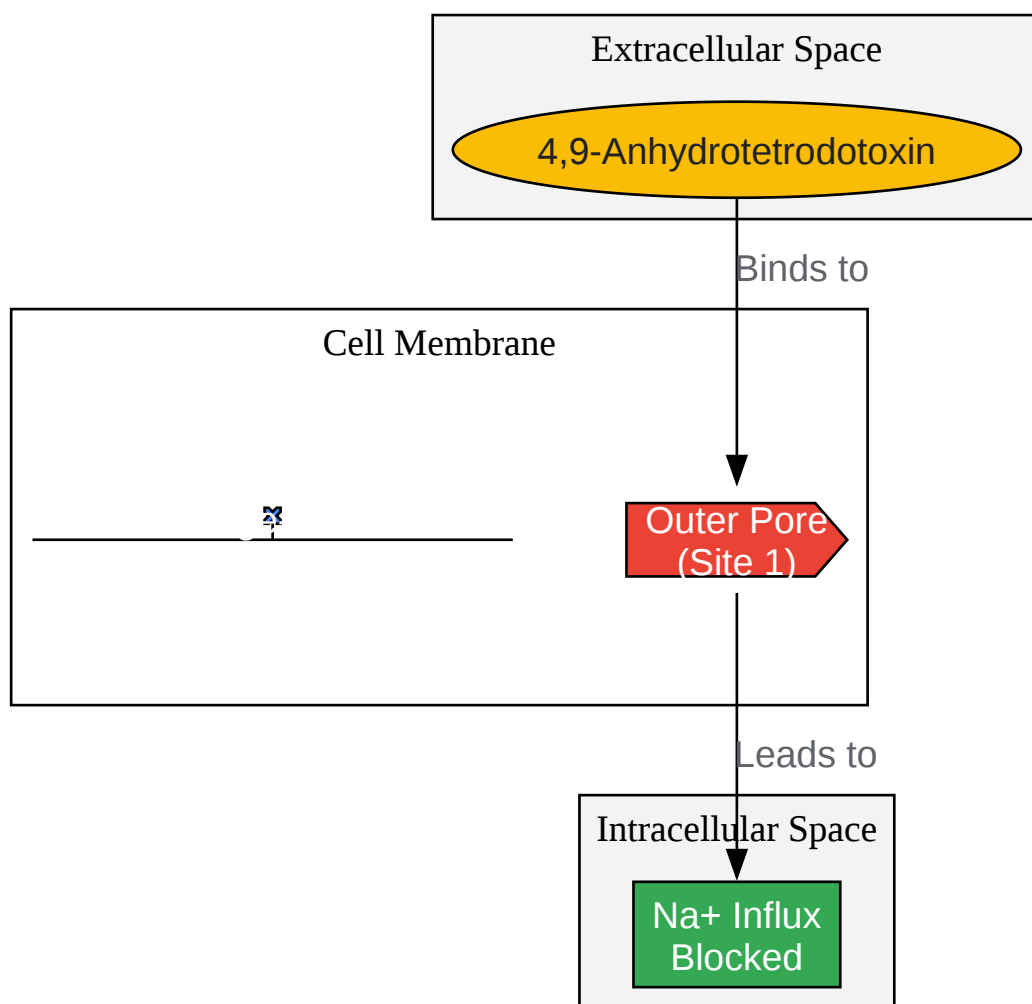 Extracellular Space
4,9-Anhydrotetrodotoxin
Binds to
Cell Membrane
Outer Pore
(Site 1)
Leads to
Intracellular Space
Na+ Influx
Blocked